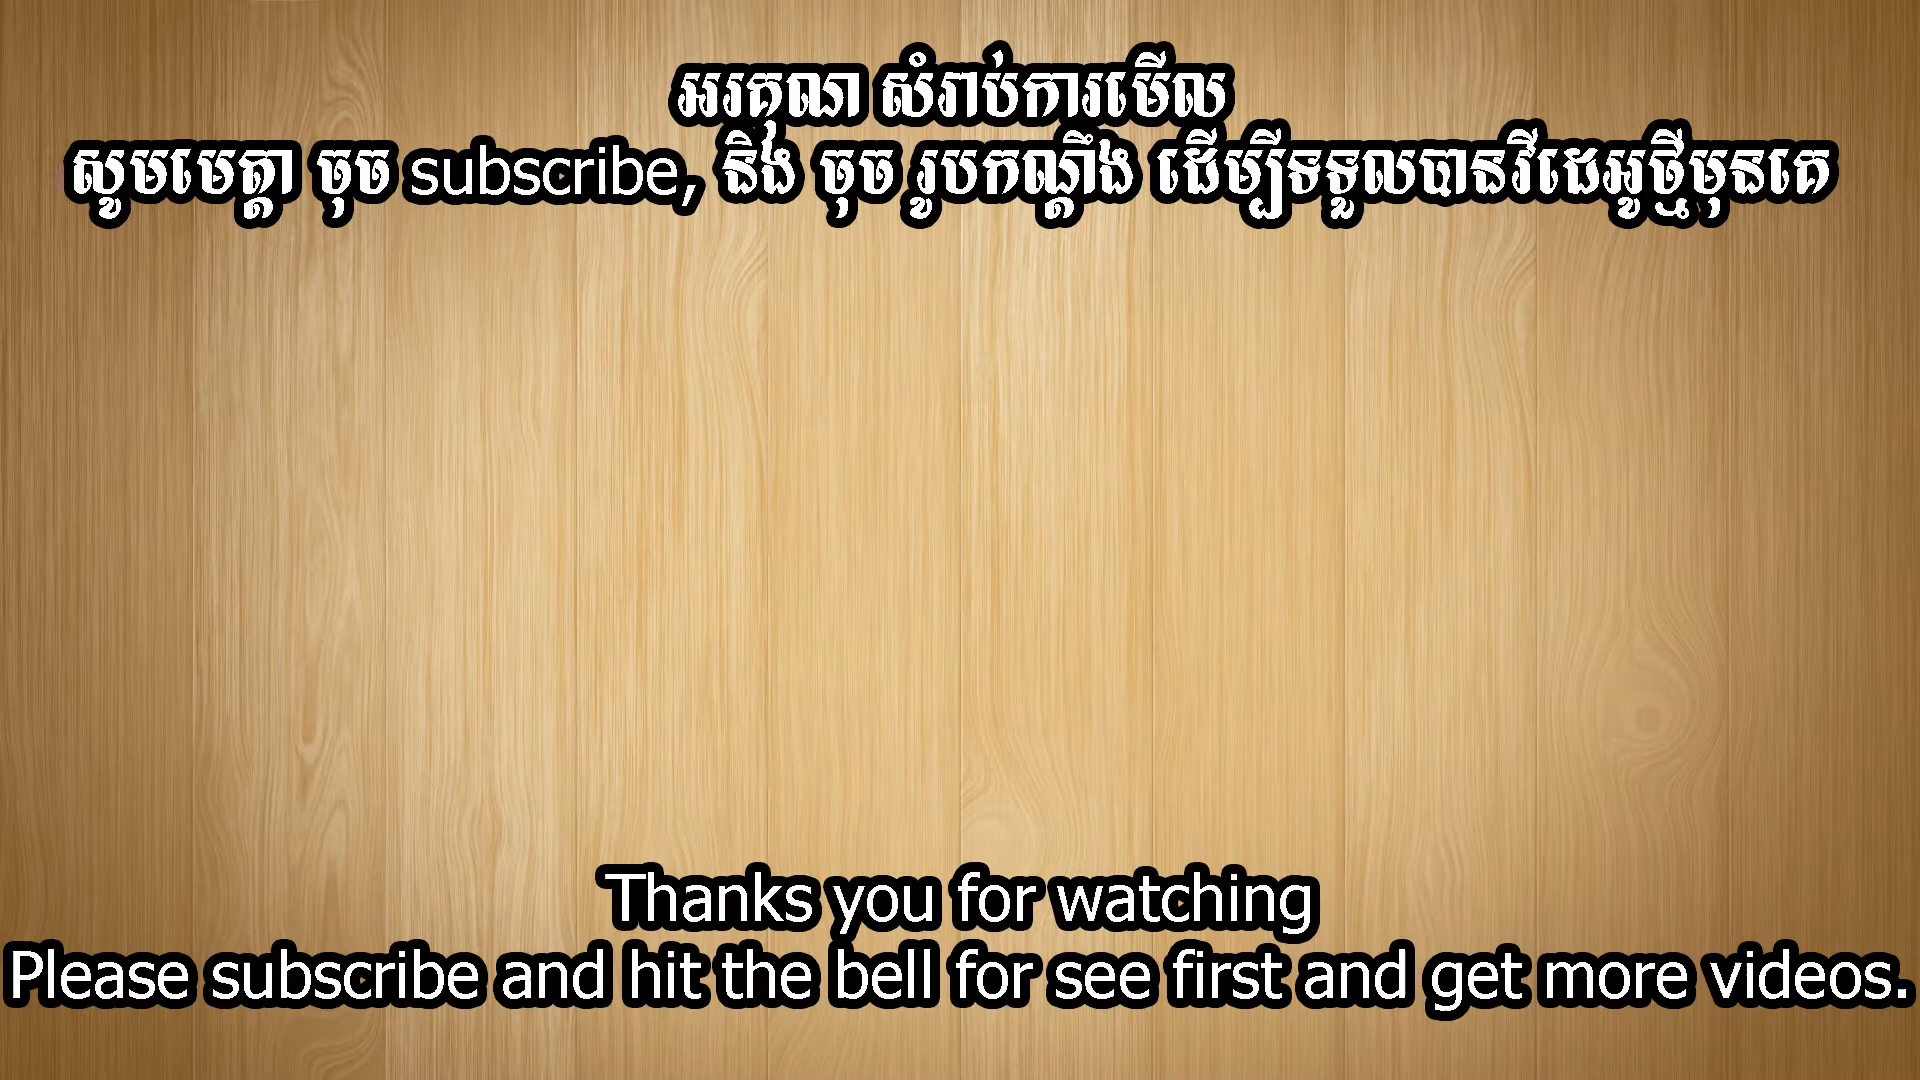 អរគុណ សំរាប់ការមើល
សូមមេត្តា ចុច subscribe, និង ចុច រូបកណ្ដឹង ដើម្បីទទួលបានវីដេអូថ្មីមុនគេ
Thanks you for watching
Please subscribe and hit the bell for see first and get more videos.